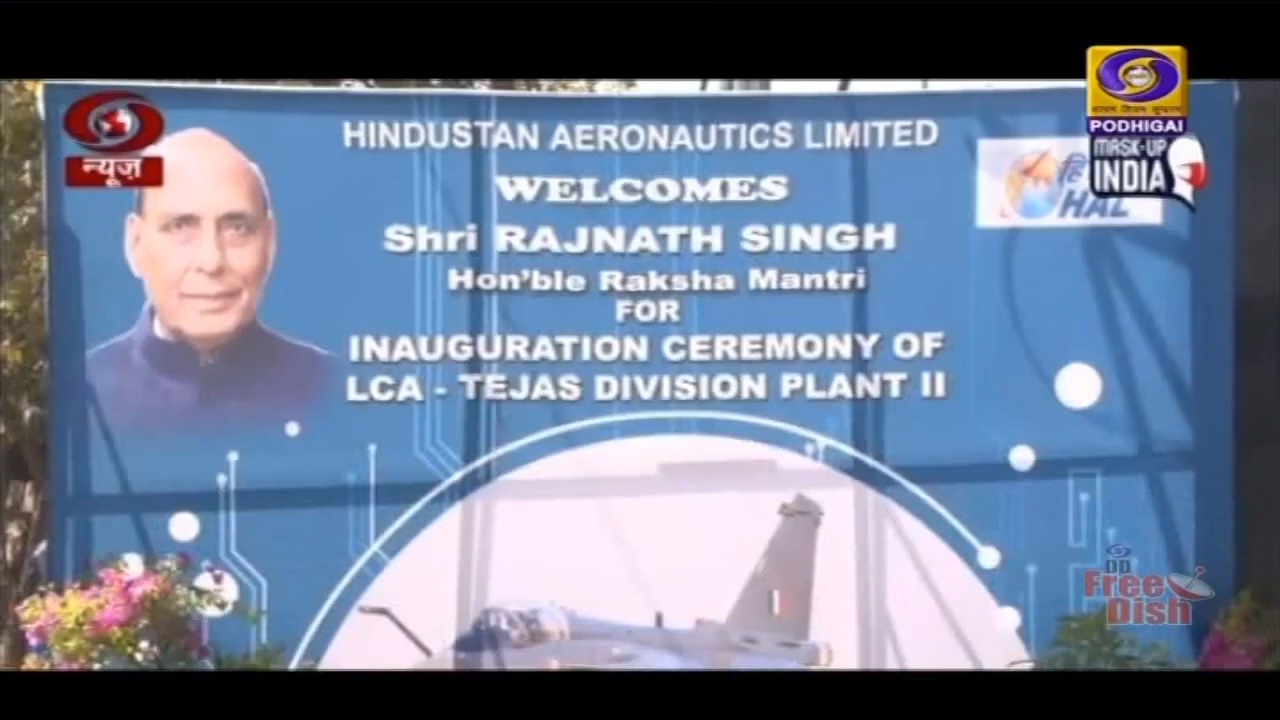 HINDUSTAN AERONAUTICS LIMITED
WELCOMES
Shri RAJNATH SINGH
Hon'ble Raksha Mantri
FOR
INAUGURATION CEREMONY OF
LCA - TEJAS DIVISION PLANT II
HAL
न्यूज़
PODHIGAI
MASK-UP
INDIA
DD
Free
Dish